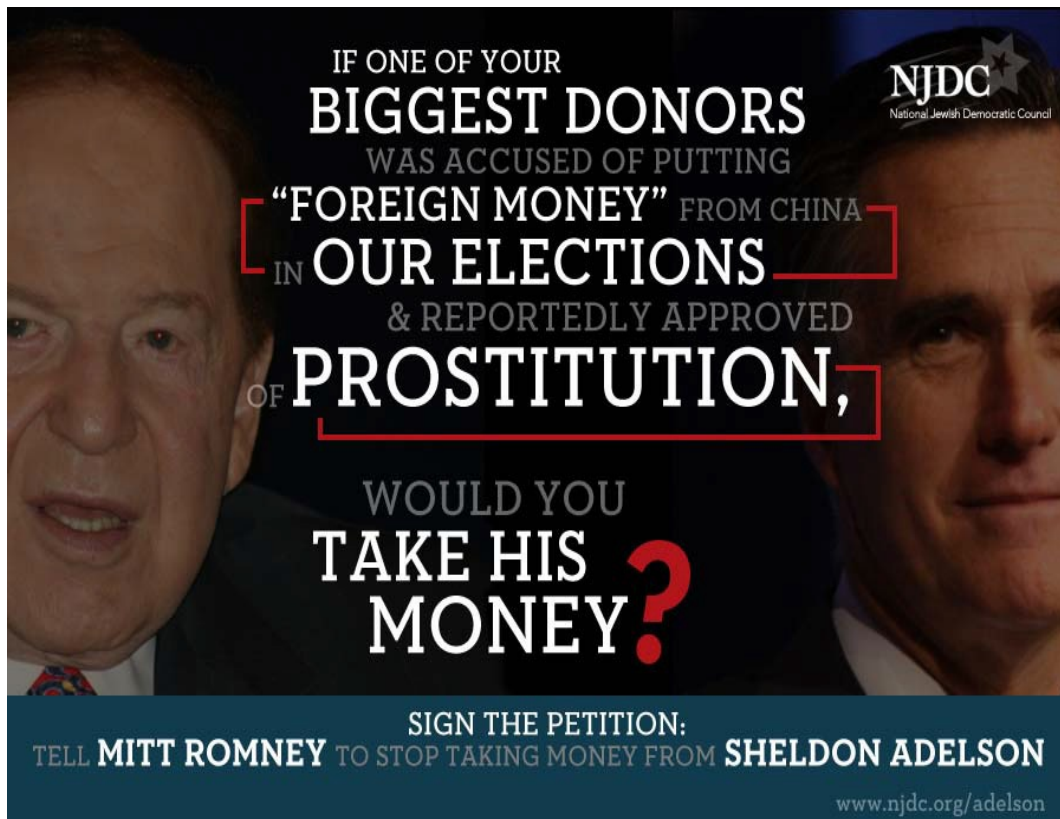 NJDC
National Jewish Democratic Council
IF ONE OF YOUR
BIGGEST DONORS
WAS ACCUSED OF PUTTING
“FOREIGN MONEY” FROM CHINA
IN OUR ELECTIONS
& REPORTEDLY APPROVED
OF PROSTITUTION,
WOULD YOU
TAKE HIS
MONEY?
SIGN THE PETITION:
TELL MITT ROMNEY TO STOP TAKING MONEY FROM SHELDON ADELSON
www.njdc.org/adelson